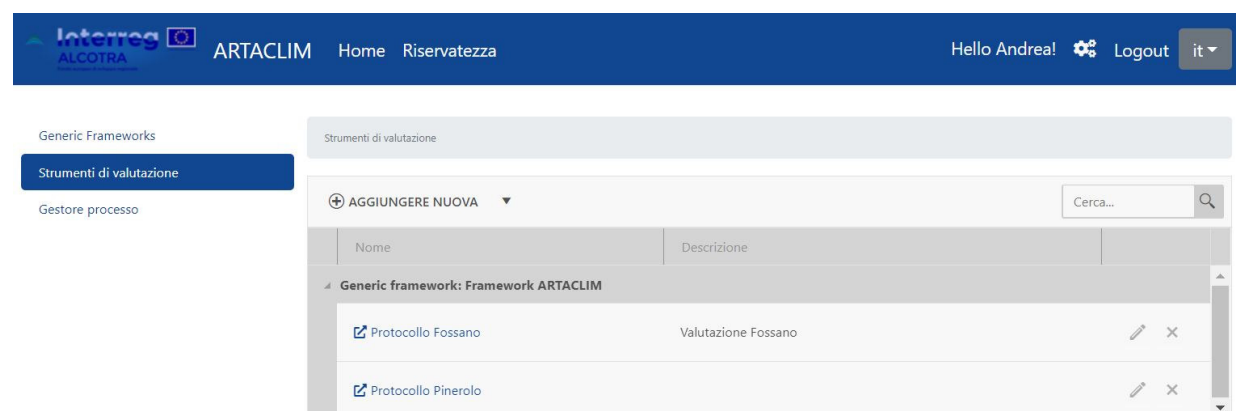 Interreg
ALCOTRA
ARTACLIM Home Riservatezza Hello Andrea! Logout it
Generic Frameworks
Strumenti di valutazione
Gestore processo
Strumenti di valutazione
AGGIUNGERE NUOVA Cerca...
Nome Descrizione
Generic framework: Framework ARTACLIM
Protocollo Fossano Valutazione Fossano
Protocollo Pinerolo